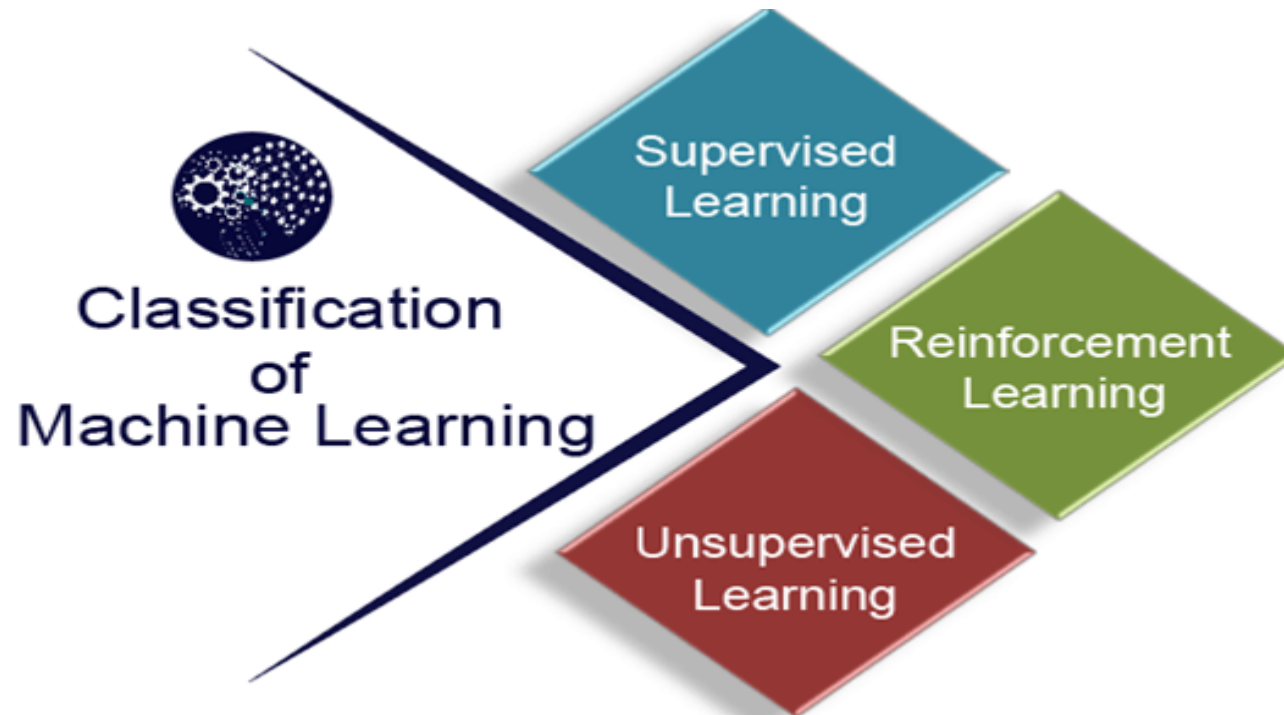 Classification
of
Machine Learning
Supervised
Learning
Reinforcement
Learning
Unsupervised
Learning